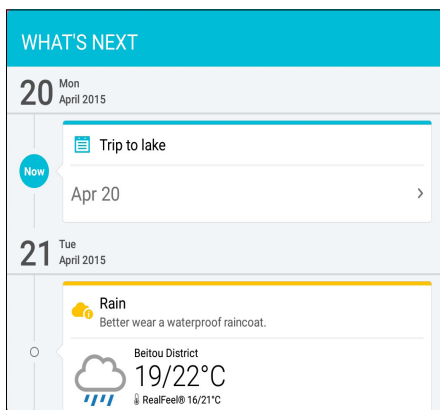 WHAT'S NEXT
20 Mon
April 2015
Now
Trip to lake
Apr 20
21 Tue
April 2015
Rain
Better wear a waterproof raincoat.
Beitou District
19/22°C
RealFeel® 16/21°C